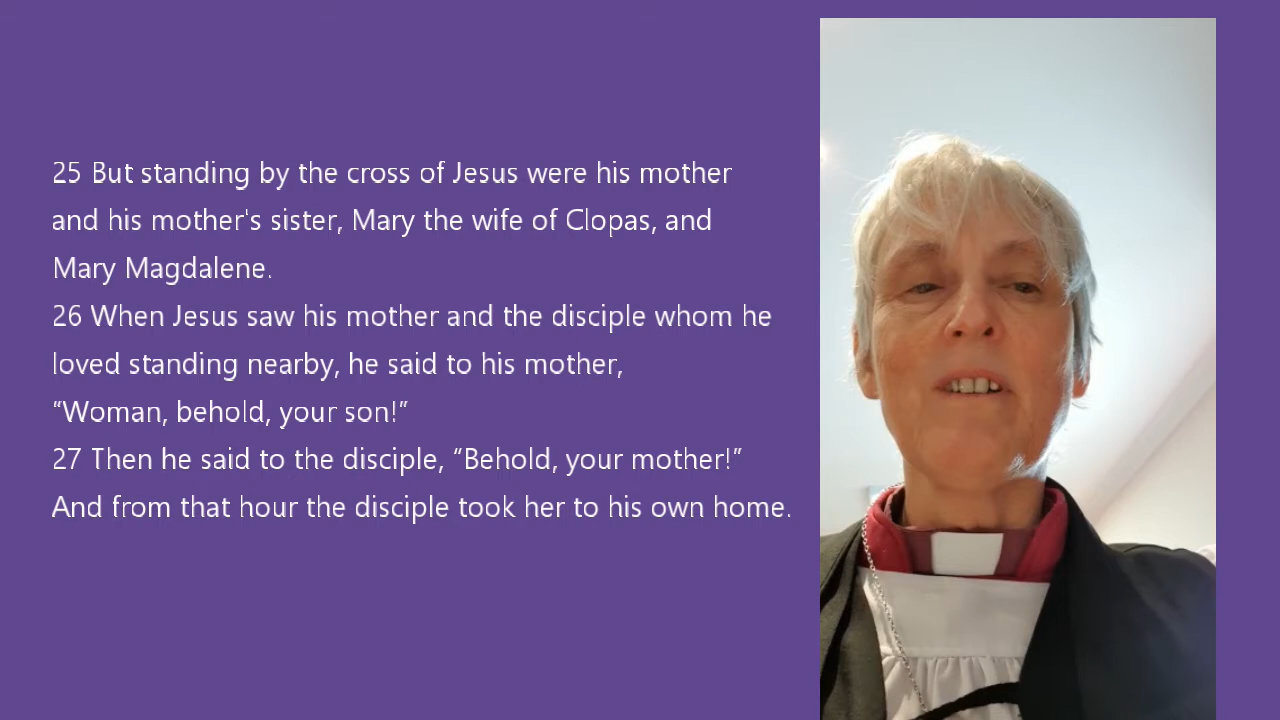 25 But standing by the cross of Jesus were his mother
and his mother's sister, Mary the wife of Clopas, and
Mary Magdalene.
26 When Jesus saw his mother and the disciple whom he
loved standing nearby, he said to his mother,
“Woman, behold, your son!”
27 Then he said to the disciple, “Behold, your mother!”
And from that hour the disciple took her to his own home.